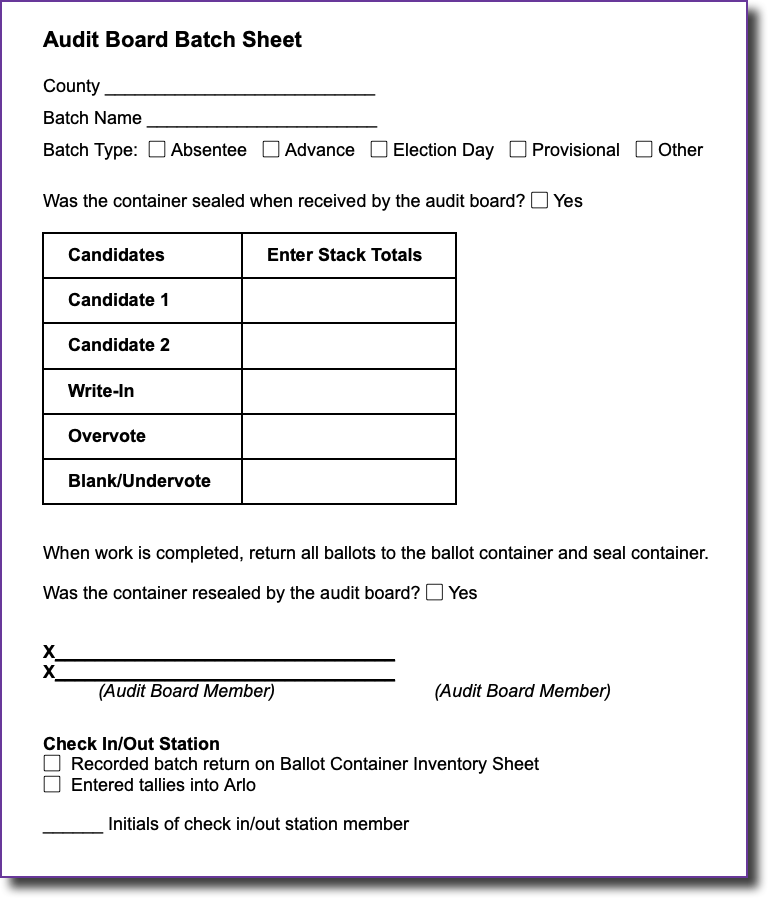 Audit Board Batch Sheet
County ___________________________
Batch Name _______________________
Batch Type: ☐ Absentee ☐ Advance ☐ Election Day ☐ Provisional ☐ Other
Was the container sealed when received by the audit board? ☐ Yes
Candidates Enter Stack Totals
Candidate 1
Candidate 2
Write-In
Overvote
Blank/Undervote
When work is completed, return all ballots to the ballot container and seal container.
Was the container resealed by the audit board? ☐ Yes
X__________________________________
X__________________________________
(Audit Board Member) (Audit Board Member)
Check In/Out Station
☐ Recorded batch return on Ballot Container Inventory Sheet
☐ Entered tallies into Arlo
______ Initials of check in/out station member